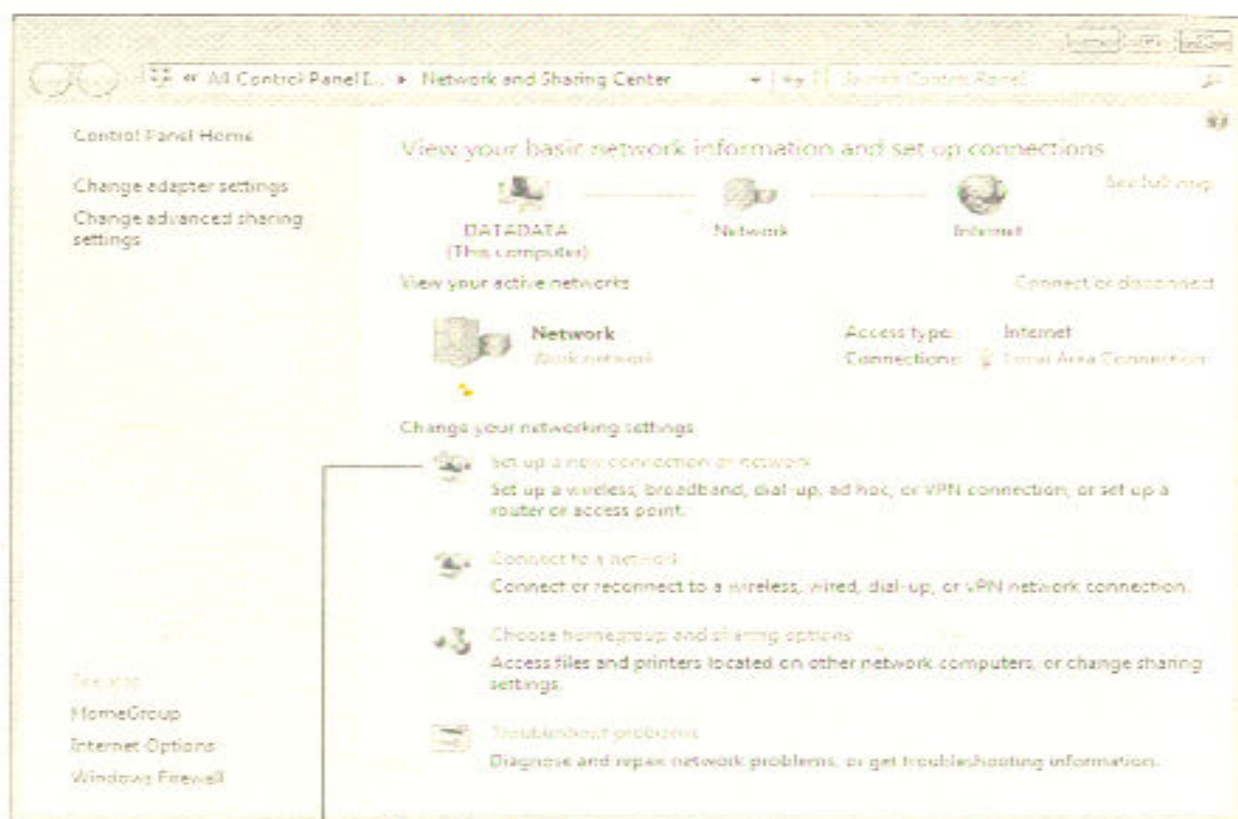 « All Control Panel I... ▸ Network and Sharing Center
Search Control Panel
Control Panel Home
Change adapter settings
Change advanced sharing
settings
View your basic network information and set up connections
See full map
DATADATA
(This computer)
Network
Internet
View your active networks
Connect or disconnect
Network
Work network
Access type: Internet
Connections: Local Area Connection
Change your networking settings
Set up a new connection or network
Set up a wireless, broadband, dial-up, ad hoc, or VPN connection; or set up a
router or access point.
Connect to a network
Connect or reconnect to a wireless, wired, dial-up, or VPN network connection.
Choose homegroup and sharing options
Access files and printers located on other network computers, or change sharing
settings.
Troubleshoot problems
Diagnose and repair network problems, or get troubleshooting information.
See also
HomeGroup
Internet Options
Windows Firewall